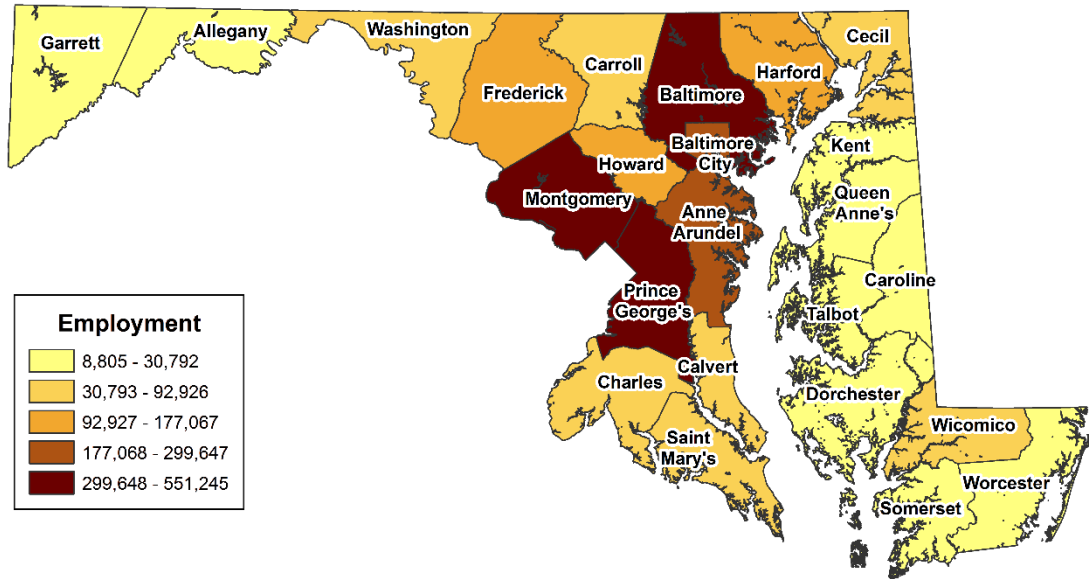 Garrett
Allegany
Washington
Frederick
Carroll
Baltimore
Harford
Cecil
Baltimore
City
Howard
Montgomery
Anne
Arundel
Prince
George's
Kent
Queen
Anne's
Caroline
Talbot
Calvert
Charles
Saint
Mary's
Dorchester
Wicomico
Worcester
Somerset
Employment
8,805 - 30,792
30,793 - 92,926
92,927 - 177,067
177,068 - 299,647
299,648 - 551,245